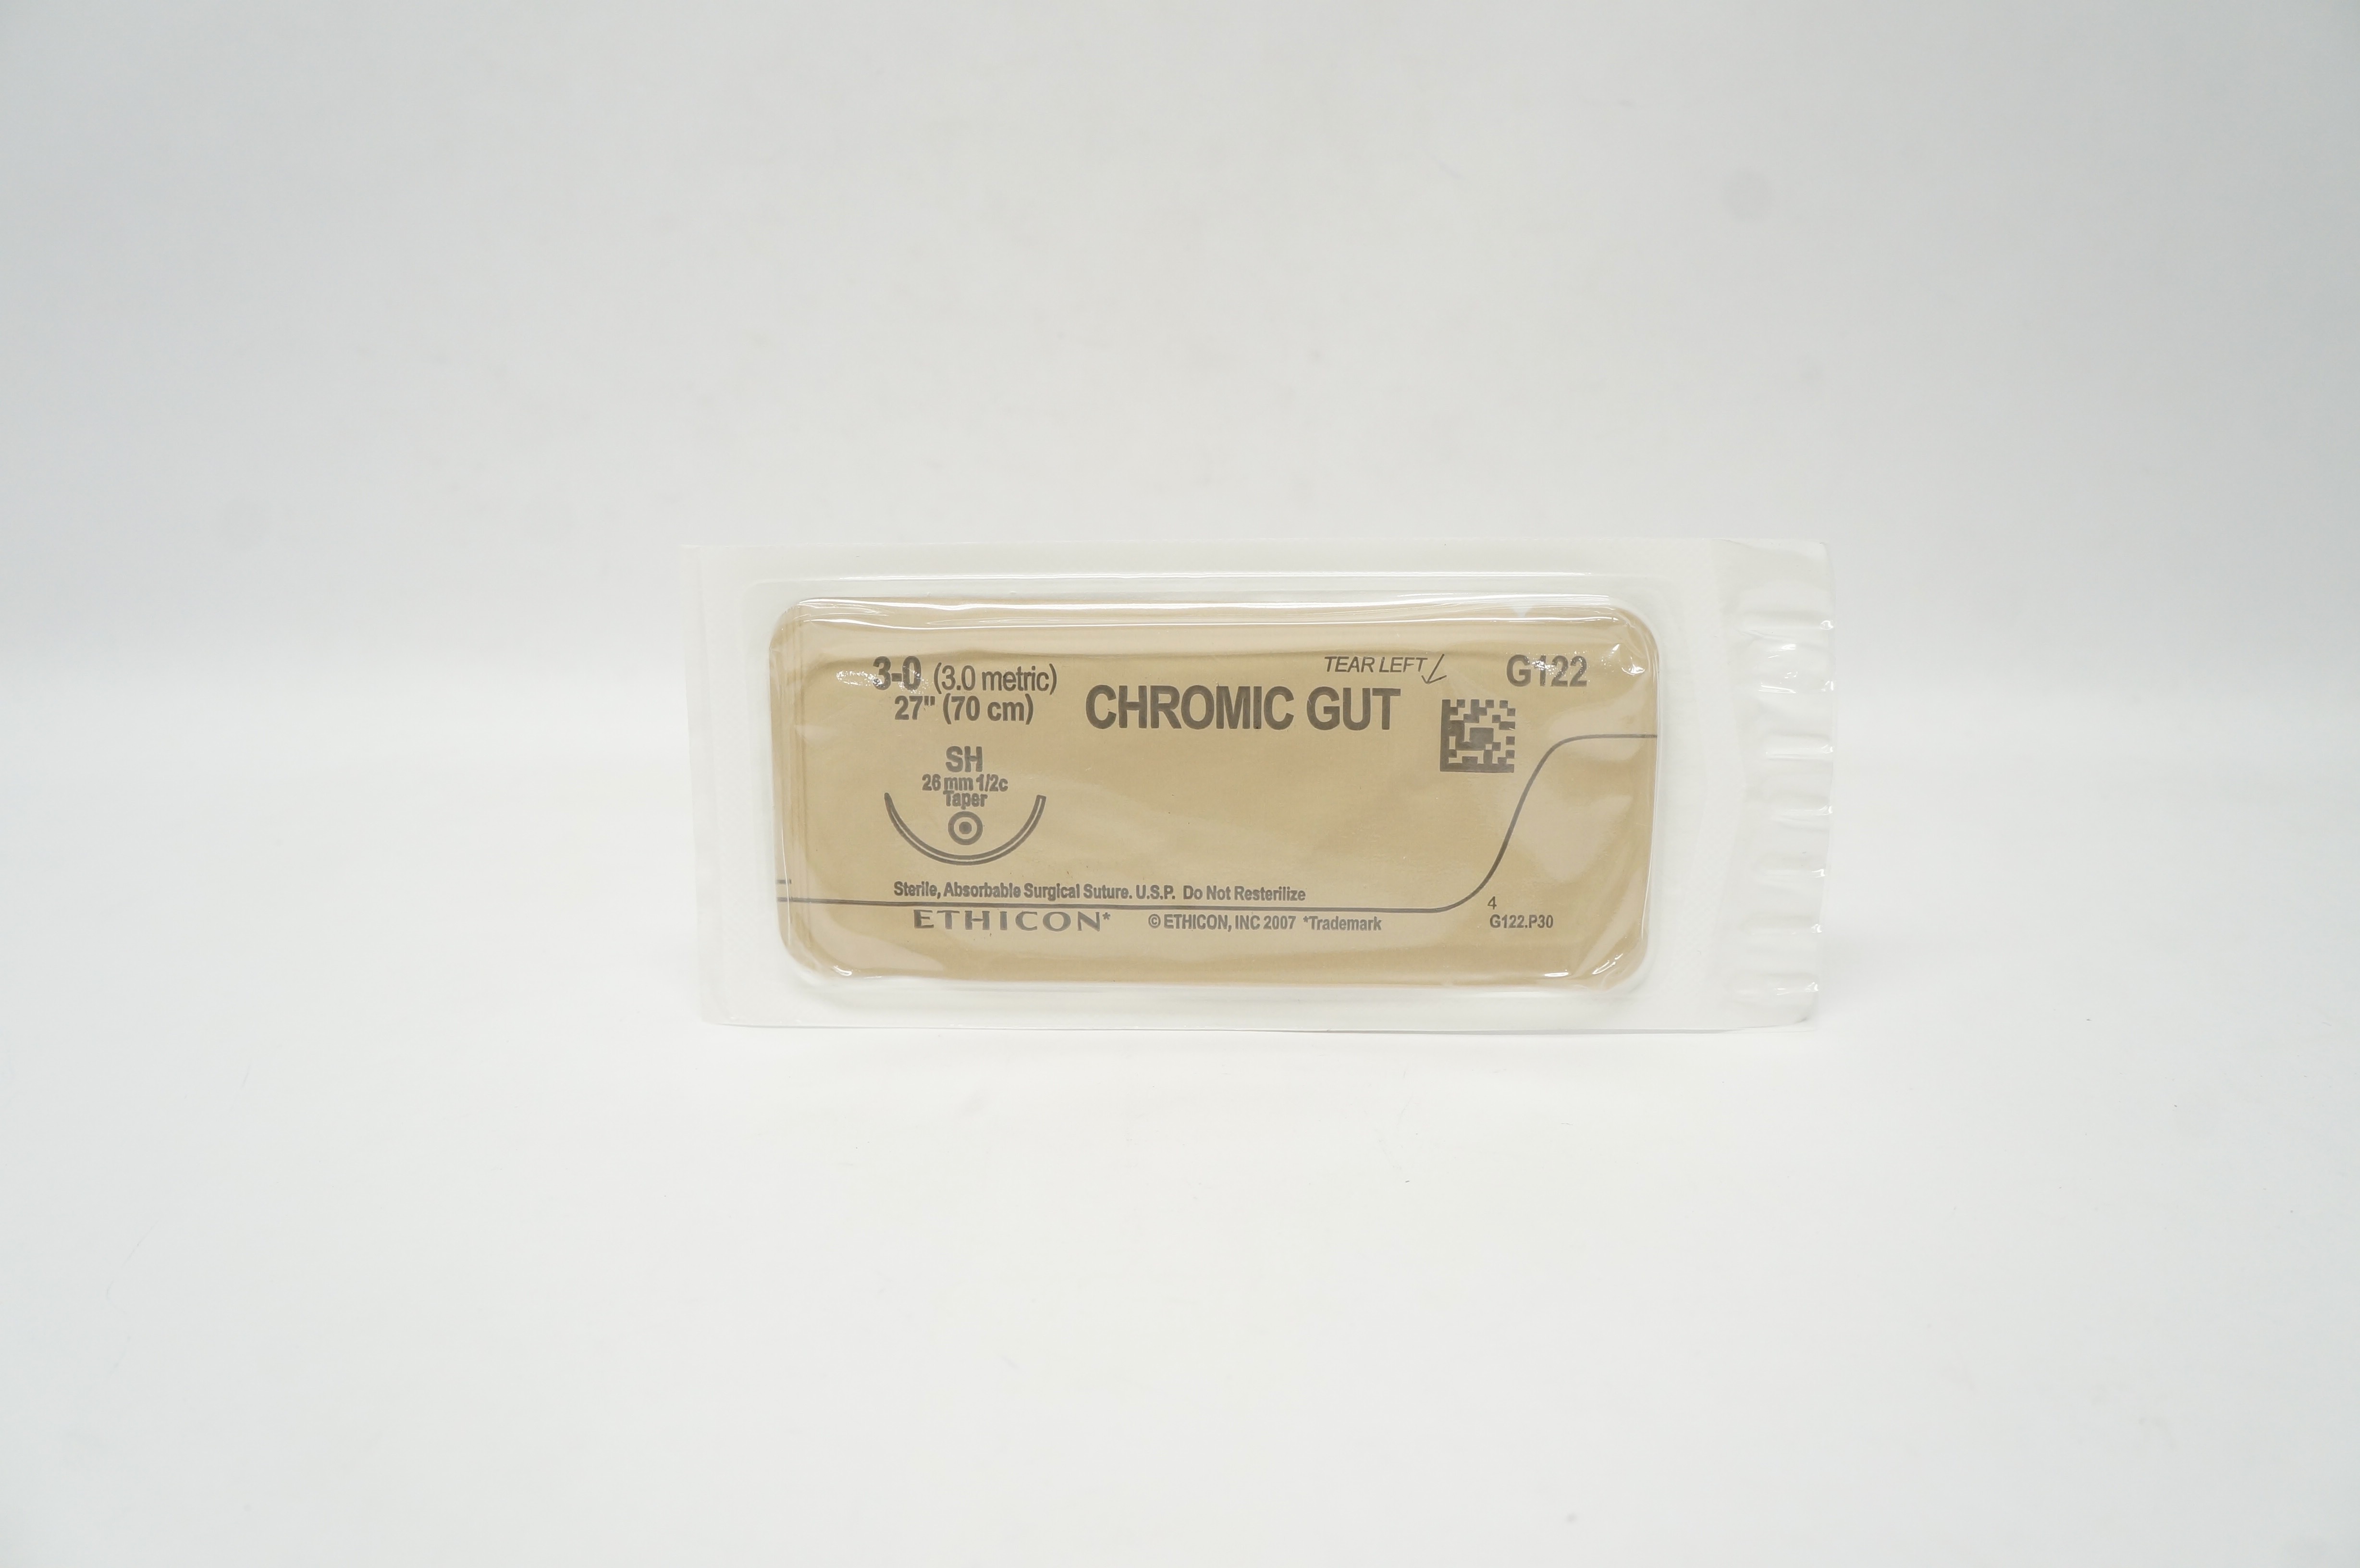 3-0 (3.0 metric)
27" (70 cm)
CHROMIC GUT
TEAR LEFT
G122
SH
26 mm 1/2c
Taper
Sterile, Absorbable Surgical Suture. U.S.P. Do Not Resterilize
ETHICON* © ETHICON, INC 2007 *Trademark
4
G122.P30